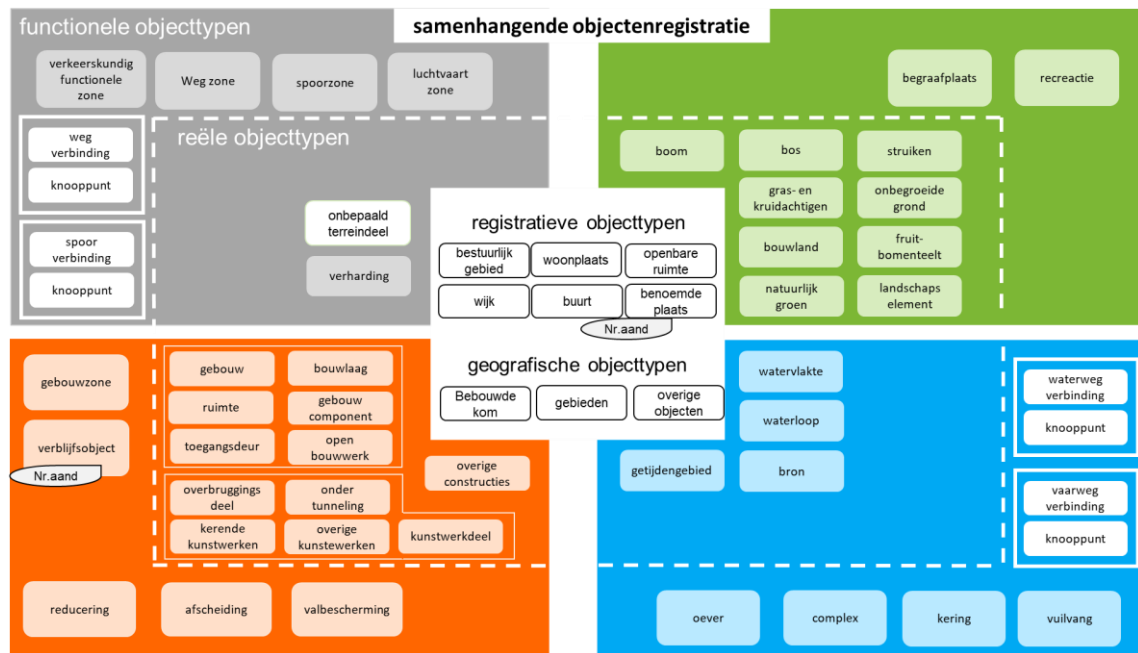 functionele objecttypen
samenhangende objectenregistratie
verkeerskundig
functionele
zone
Weg zone
spoorzone
luchtvaart
zone
begraafplaats
recreactie
weg
verbinding
knooppunt
reële objecttypen
spoor
verbinding
knooppunt
onbepaald
terreindeel
verharding
boom
bos
struiken
gras- en
kruidachtigen
onbegroeide
grond
bouwland
fruit-
bomenteelt
natuurlijk
groen
landschaps
element
registratieve objecttypen
bestuurlijk
gebied
woonplaats
openbare
ruimte
wijk
buurt
benoemde
plaats
Nr.aand
geografische objecttypen
Bebouwde
kom
gebieden
overige
objecten
gebouwzone
verblijfsobject
Nr.aand
gebouw
bouwlaag
ruimte
gebouw
component
toegangsdeur
open
bouwwerk
overige
constructies
overbruggings
deel
onder
tunneling
kerende
kunstwerken
overige
kunstewerken
kunstwerkdeel
reducering
afscheiding
valbescherming
watervlakte
waterloop
getijdengebied
bron
waterweg
verbinding
knooppunt
vaarweg
verbinding
knooppunt
oever
complex
kering
vuilvang